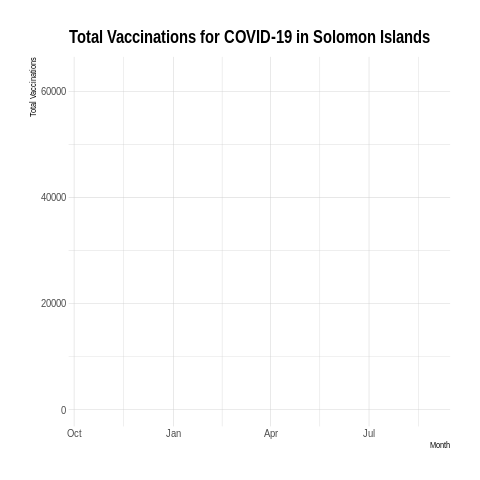 Total Vaccinations for COVID-19 in Solomon Islands
Total Vaccinations
60000
40000
20000
0
Oct Jan Apr Jul
Month